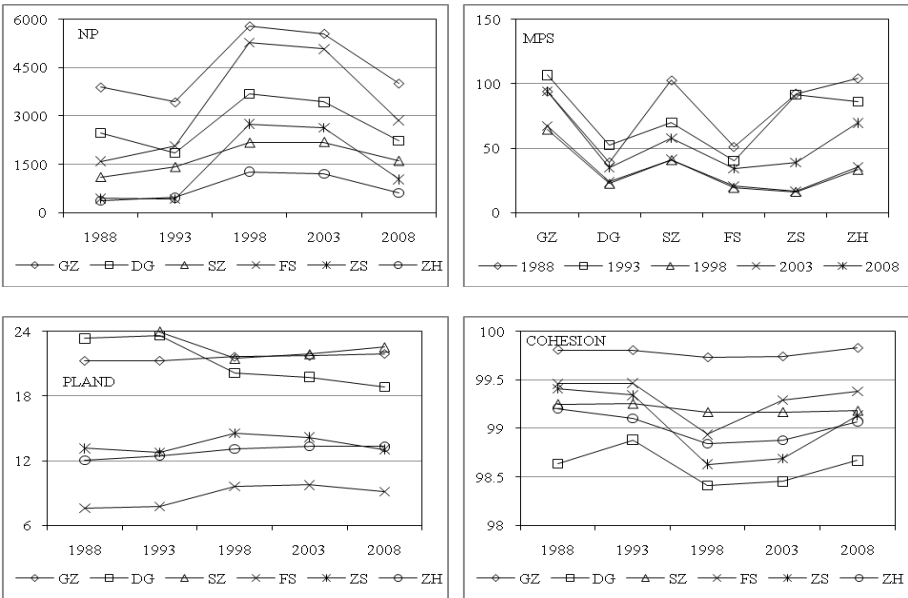 NP
6000
4500
3000
1500
0
1988 1993 1998 2003 2008
GZ DG SZ FS ZS ZH
MPS
150
100
50
0
GZ DG SZ FS ZS ZH
1988 1993 1998 2003 2008
PLAND
24
18
12
6
1988 1993 1998 2003 2008
GZ DG SZ FS ZS ZH
COHESION
100
99.5
99
98.5
98
1988 1993 1998 2003 2008
GZ DG SZ FS ZS ZH